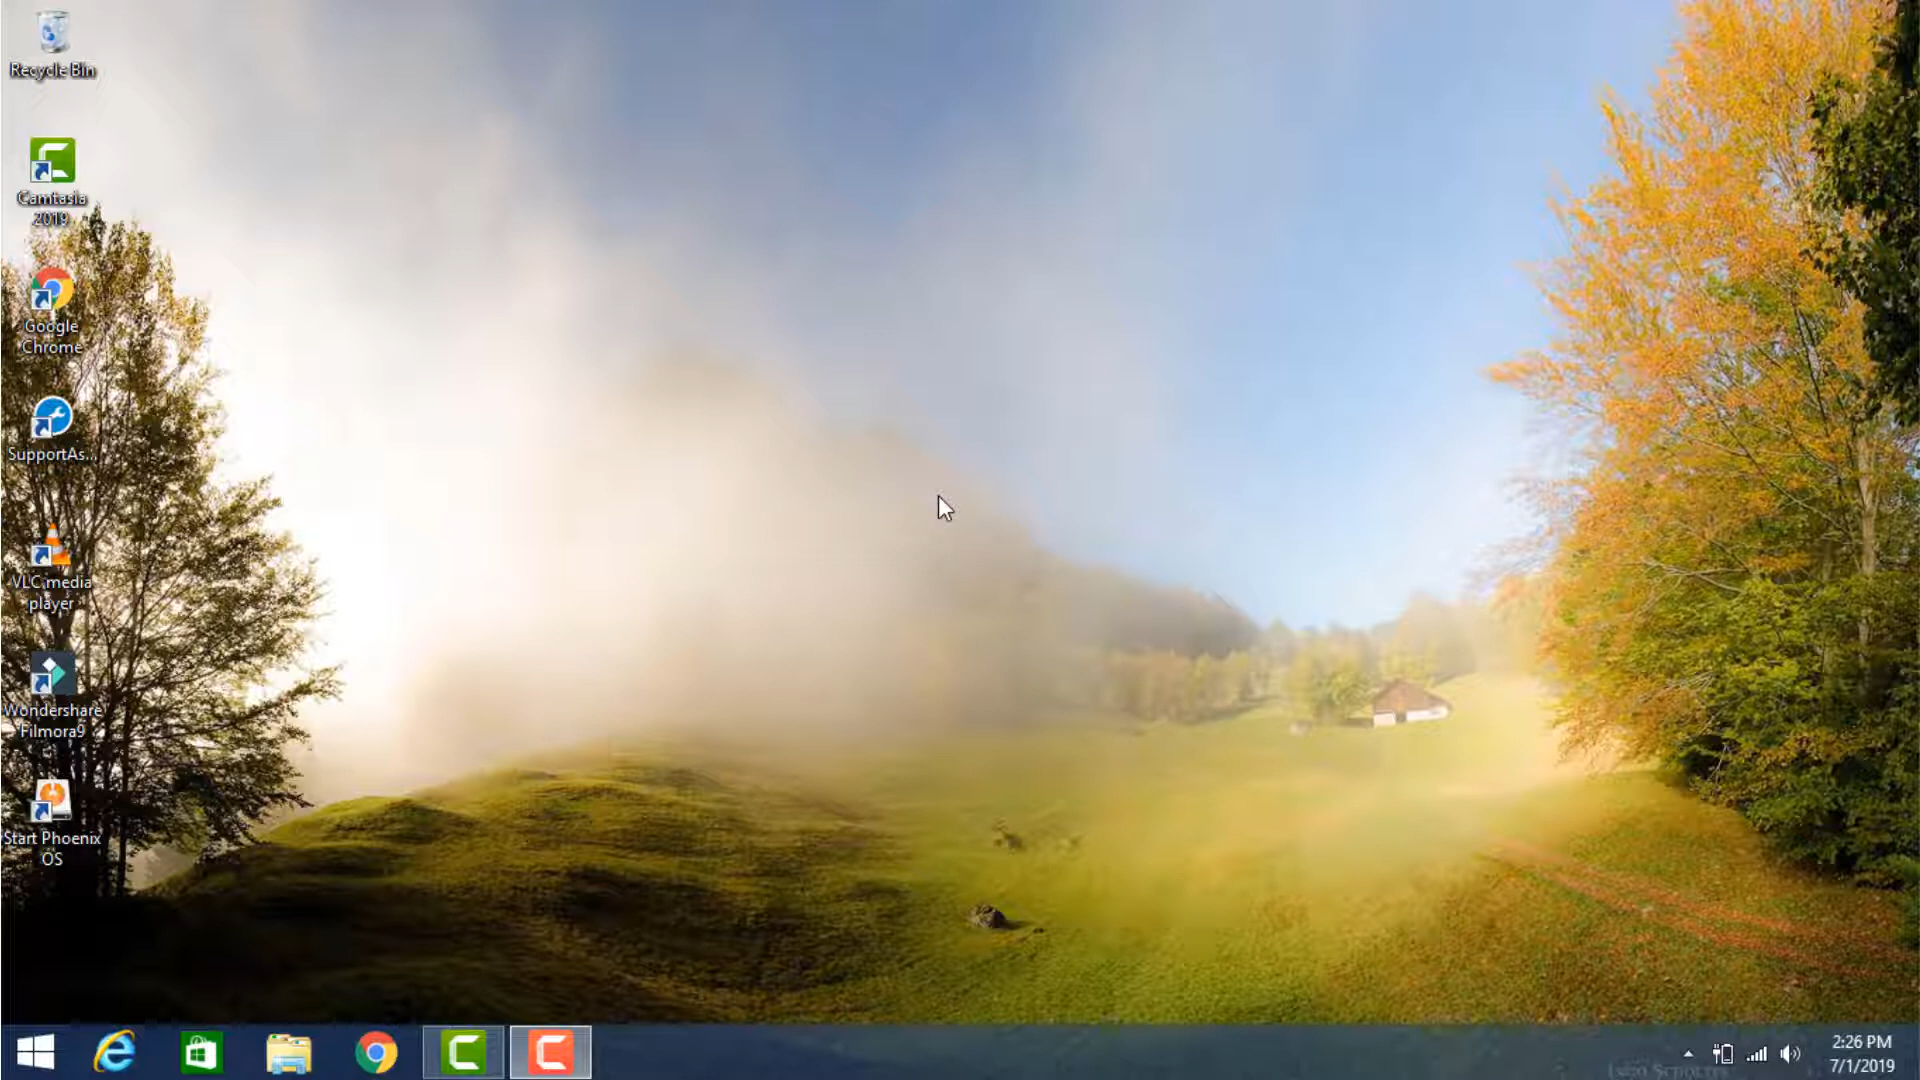 Recycle Bin
Camtasia
2019
Google
Chrome
SupportAs...
VLC media
player
Wondershare
Filmora9
Start Phoenix
OS
2:26 PM
7/1/2019